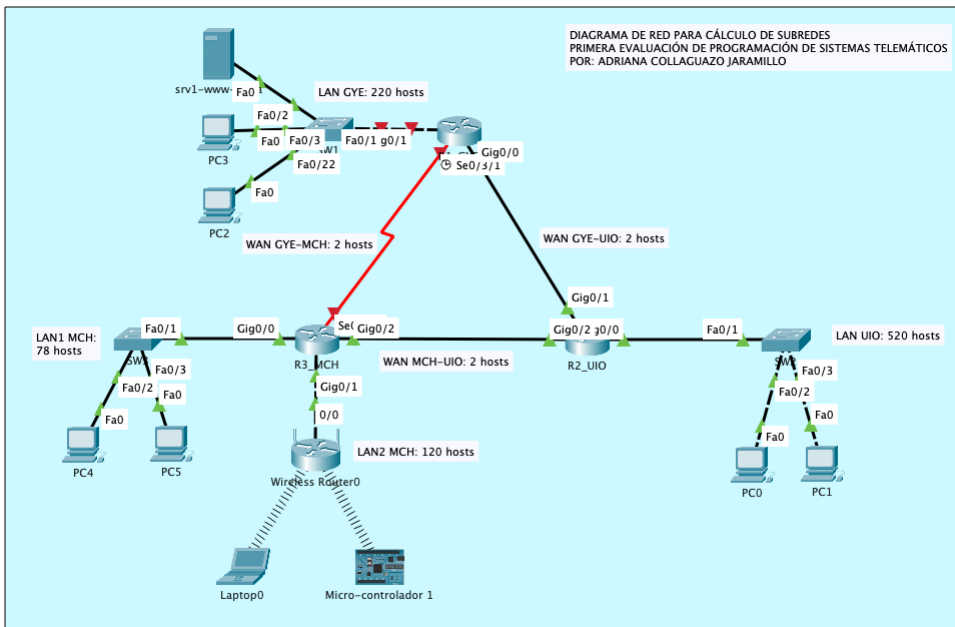 DIAGRAMA DE RED PARA CÁLCULO DE SUBREDES
PRIMERA EVALUACIÓN DE PROGRAMACIÓN DE SISTEMAS TELEMÁTICOS
POR: ADRIANA COLLAGUAZO JARAMILLO
srv1-www-
Fa0
LAN GYE: 220 hosts
Fa0/2
Fa0
Fa0/3
Fa0/1
g0/1
PC3
Fa0/22
Gig0/0
Se0/3/1
Fa0
PC2
WAN GYE-MCH: 2 hosts
WAN GYE-UIO: 2 hosts
Gig0/1
LAN1 MCH:
78 hosts
Fa0/1
Gig0/0
Gig0/2
Gig0/2
g0/0
Fa0/1
LAN UIO: 520 hosts
R3_MCH
WAN MCH-UIO: 2 hosts
R2_UIO
Fa0/3
Fa0/2
Fa0
Fa0
Gig0/1
0/0
Fa0/3
Fa0/2
Fa0
Fa0
PC4
PC5
LAN2 MCH: 120 hosts
Wireless Router0
PC0
PC1
Laptop0
Micro-controlador 1